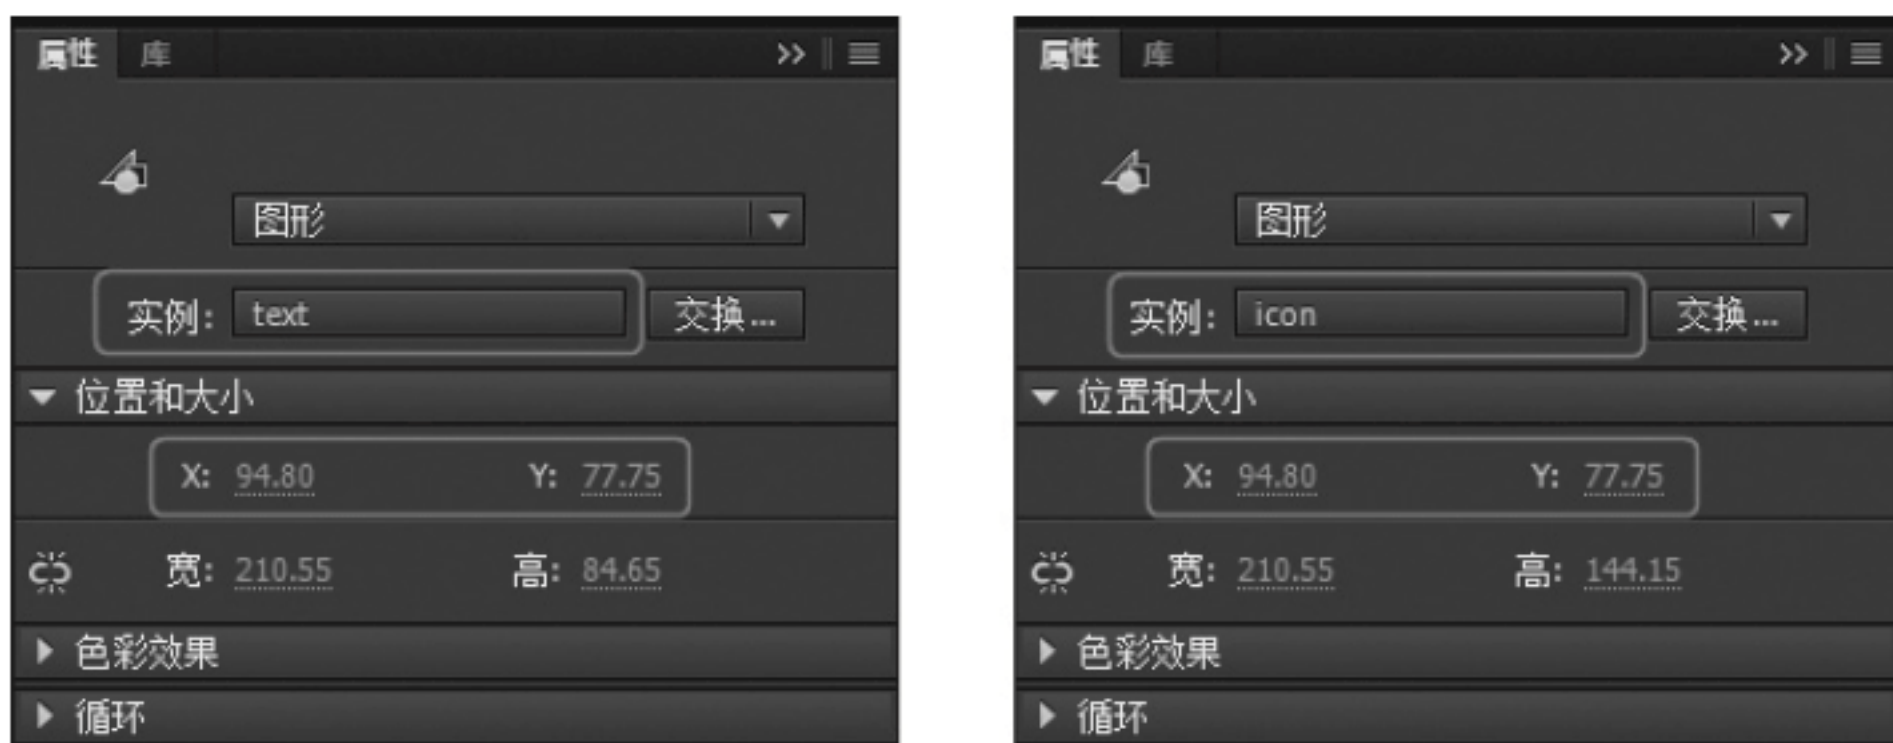 属性 库
图形
实例: text 交换...
位置和大小
X: 94.80 Y: 77.75
宽: 210.55 高: 84.65
色彩效果
循环
属性 库
图形
实例: icon 交换...
位置和大小
X: 94.80 Y: 77.75
宽: 210.55 高: 144.15
色彩效果
循环